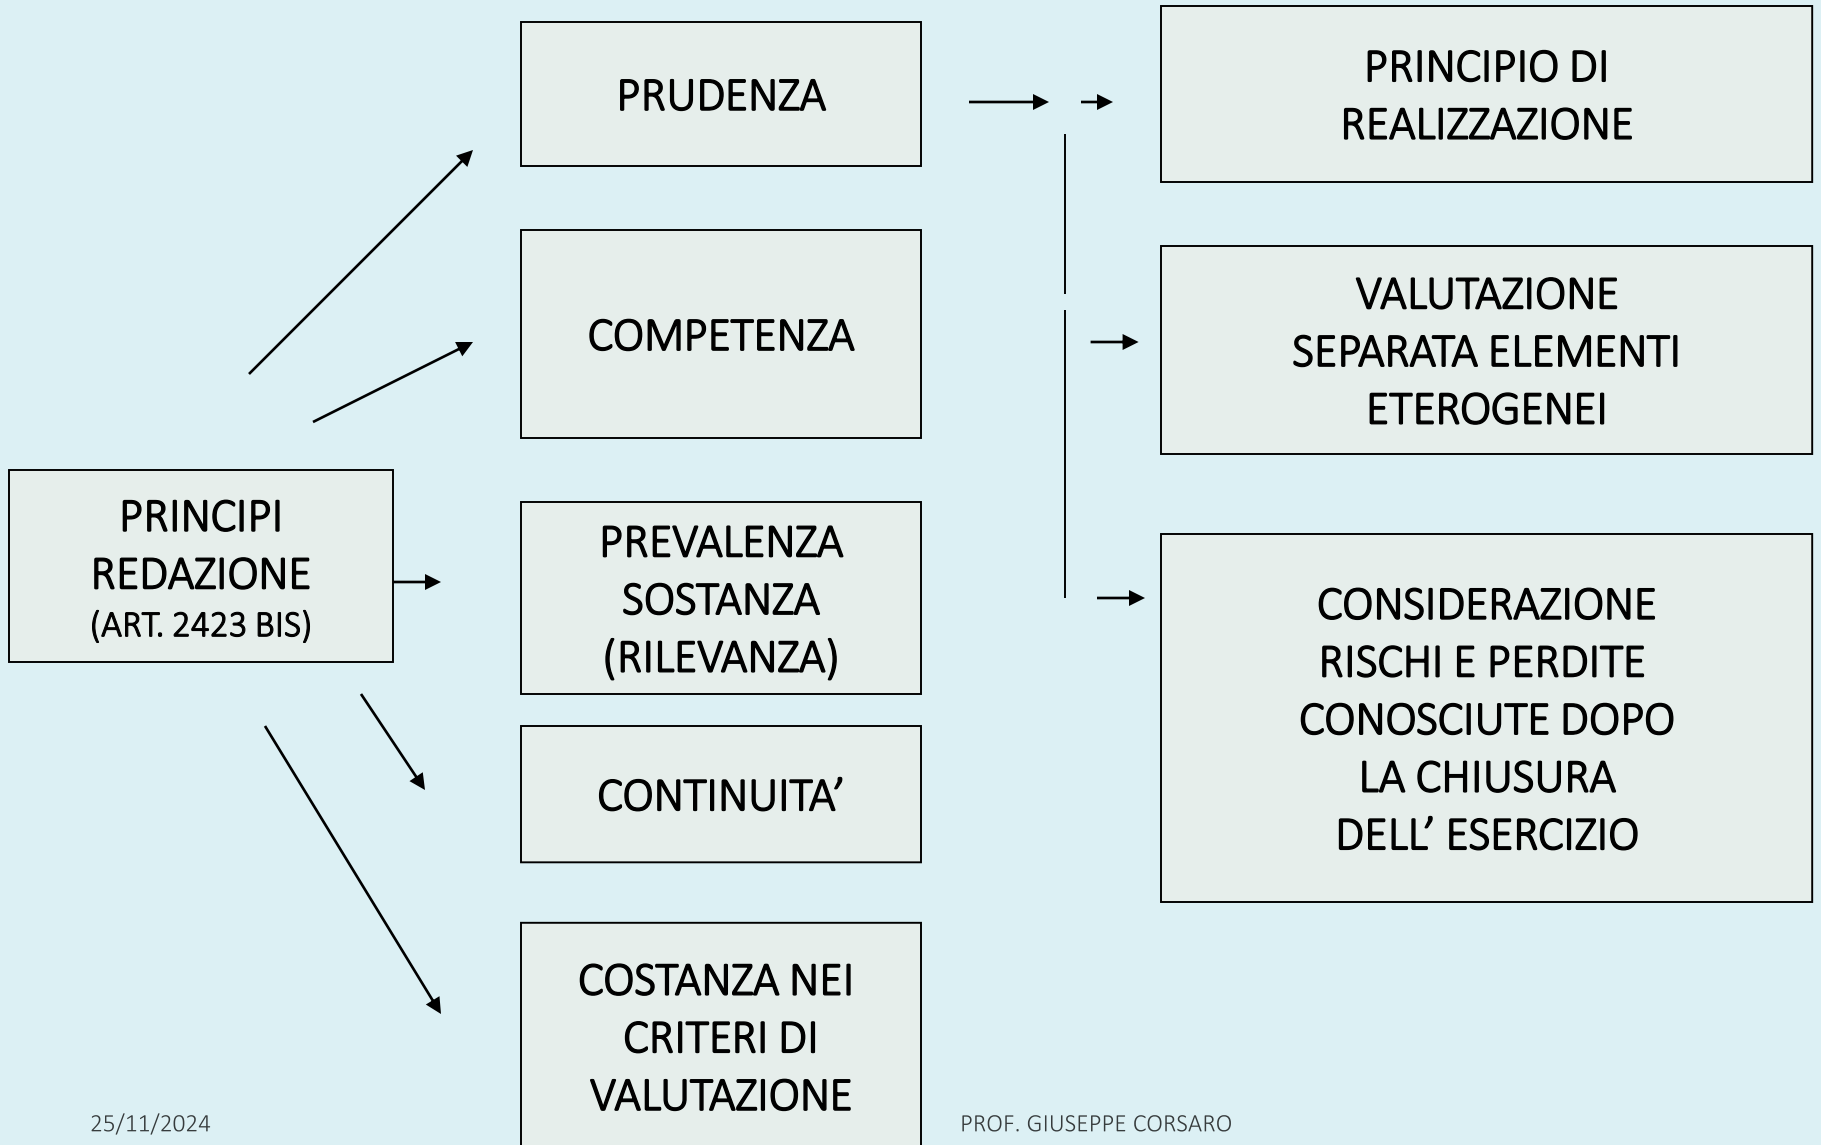 PRINCIPI
REDAZIONE
(ART. 2423 BIS)
PRUDENZA
COMPETENZA
PREVALENZA
SOSTANZA
(RILEVANZA)
CONTINUITA’
COSTANZA NEI
CRITERI DI
VALUTAZIONE
PRINCIPIO DI
REALIZZAZIONE
VALUTAZIONE
SEPARATA ELEMENTI
ETEROGENEI
CONSIDERAZIONE
RISCHI E PERDITE
CONOSCIUTE DOPO
LA CHIUSURA
DELL’ ESERCIZIO
25/11/2024
PROF. GIUSEPPE CORSARO